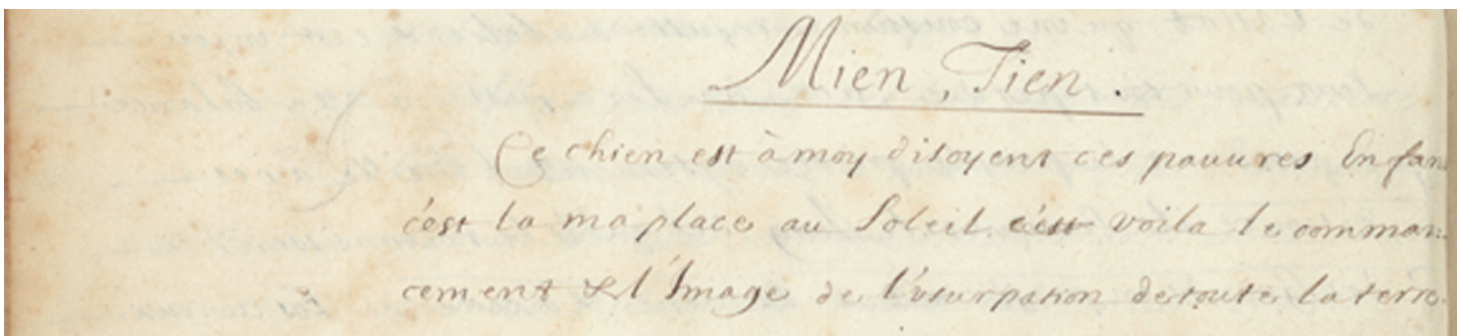 Mien, Tien.
Ce chien est à moy disoyent ces pauures Enfan
c'est la ma place au Soleil. c'est voila le comman
cement & l'Image de l'usurpation de toute la terre.